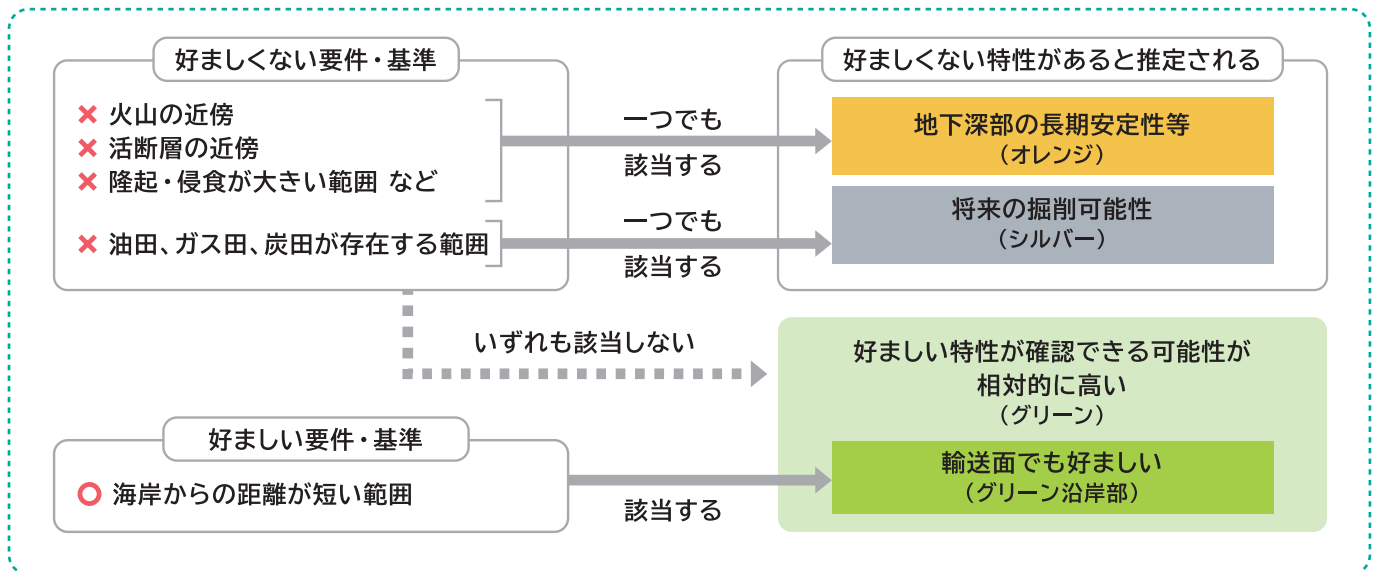 好ましくない要件・基準
火山の近傍
活断層の近傍
隆起・侵食が大きい範囲 など
油田、ガス田、炭田が存在する範囲
一つでも
該当する
一つでも
該当する
好ましくない特性があると推定される
地下深部の長期安定性等
（オレンジ）
将来の掘削可能性
（シルバー）
いずれも該当しない
好ましい特性が確認できる可能性が
相対的に高い
（グリーン）
好ましい要件・基準
海岸からの距離が短い範囲
該当する
輸送面でも好ましい
（グリーン沿岸部）